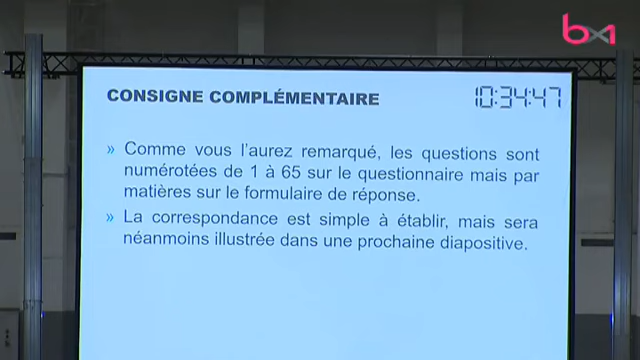 bx1
CONSIGNE COMPLÉMENTAIRE
10:34:47
» Comme vous l'aurez remarqué, les questions sont
numérotées de 1 à 65 sur le questionnaire mais par
matières sur le formulaire de réponse.
» La correspondance est simple à établir, mais sera
néanmoins illustrée dans une prochaine diapositive.